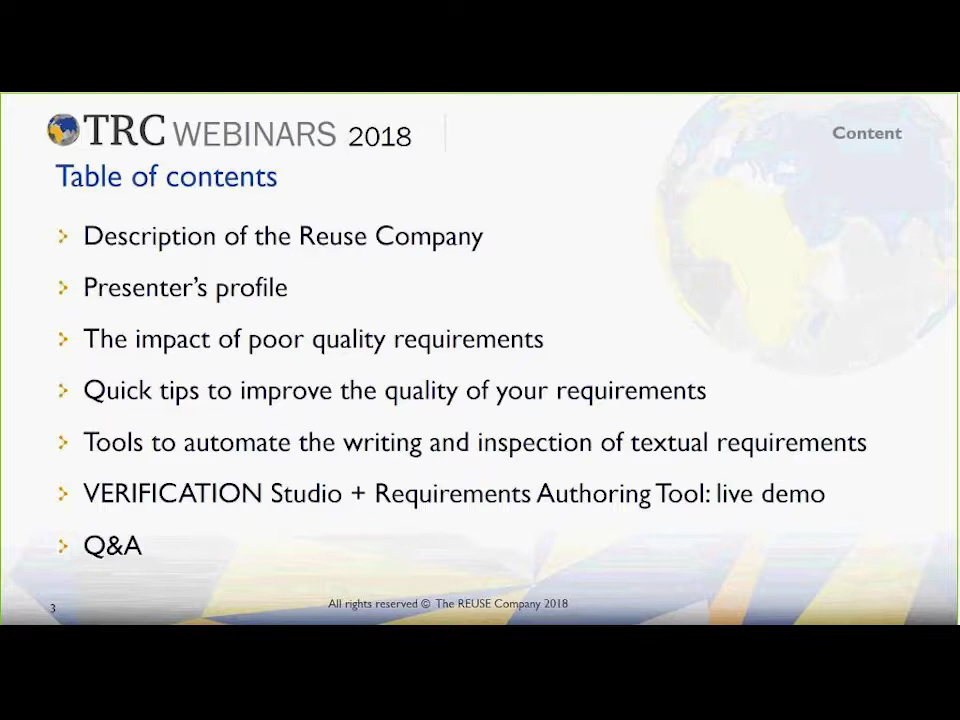 TRC WEBINARS 2018
Content
Table of contents
Description of the Reuse Company
Presenter’s profile
The impact of poor quality requirements
Quick tips to improve the quality of your requirements
Tools to automate the writing and inspection of textual requirements
VERIFICATION Studio + Requirements Authoring Tool: live demo
Q&A
3
All rights reserved © The REUSE Company 2018